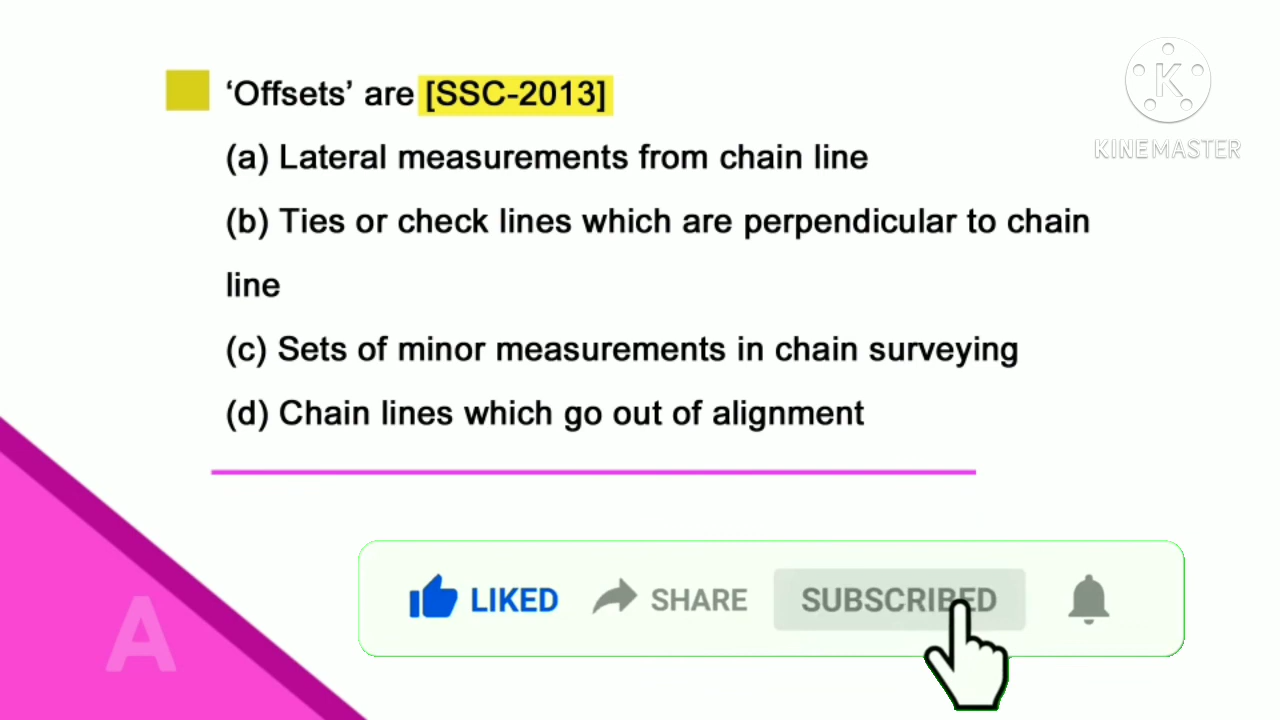 ‘Offsets’ are [SSC-2013]
(a) Lateral measurements from chain line
(b) Ties or check lines which are perpendicular to chain
line
(c) Sets of minor measurements in chain surveying
(d) Chain lines which go out of alignment
K
KINEMASTER
LIKED SHARE SUBSCRIBED
A